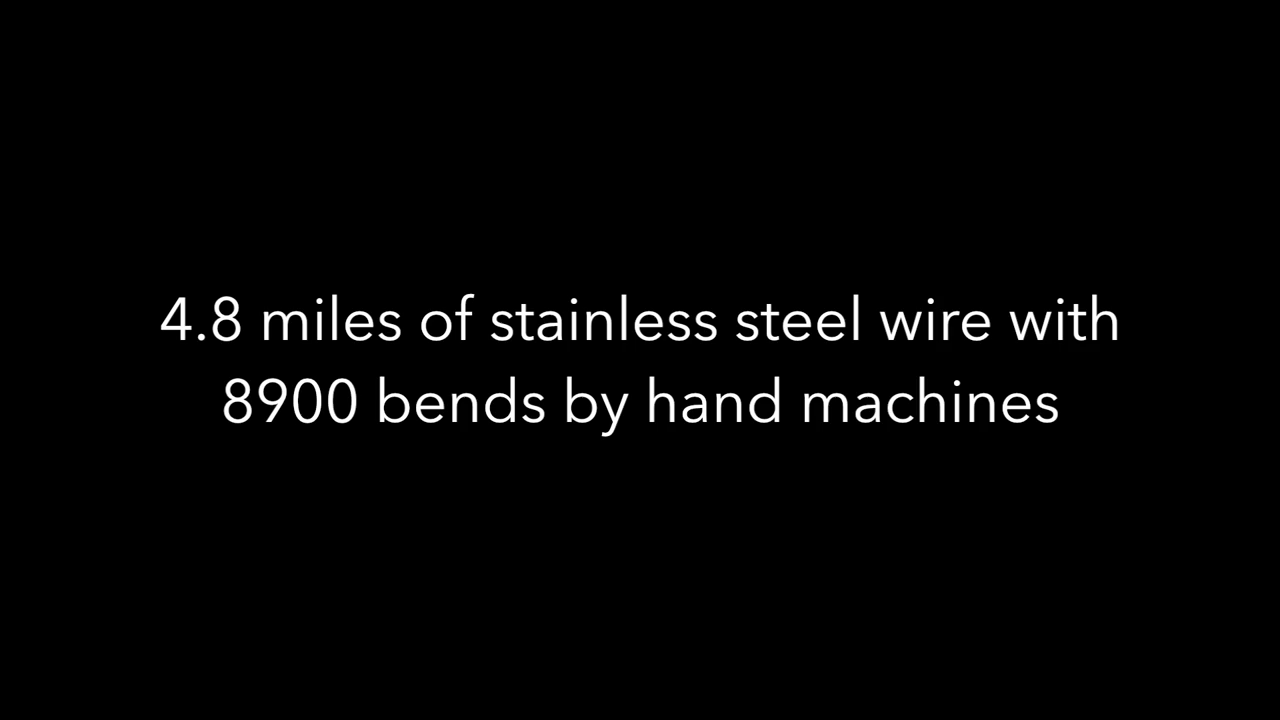 4.8 miles of stainless steel wire with
8900 bends by hand machines